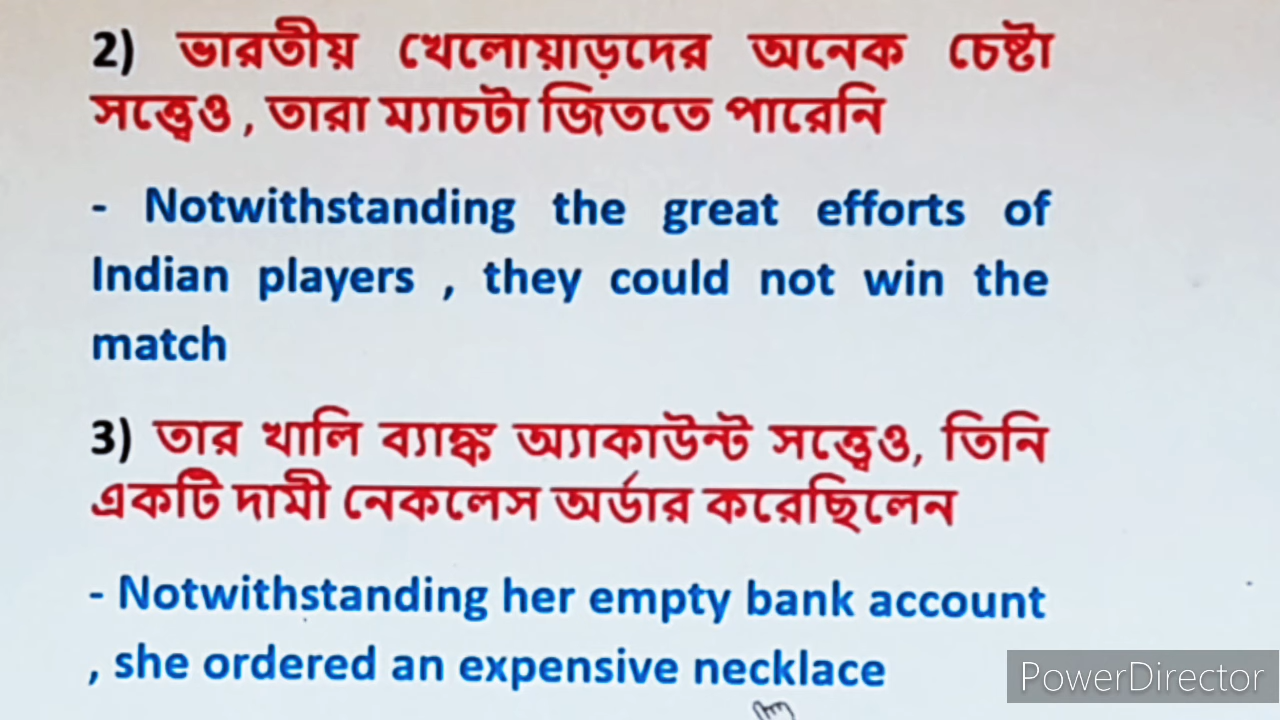 2) ভারতীয় খেলোয়াড়দের অনেক চেষ্টা
সত্ত্বেও , তারা ম্যাচটা জিততে পারেনি
- Notwithstanding the great efforts of
Indian players , they could not win the
match
3) তার খালি ব্যাঙ্ক অ্যাকাউন্ট সত্ত্বেও, তিনি
একটি দামী নেকলেস অর্ডার করেছিলেন
- Notwithstanding her empty bank account
, she ordered an expensive necklace
PowerDirector